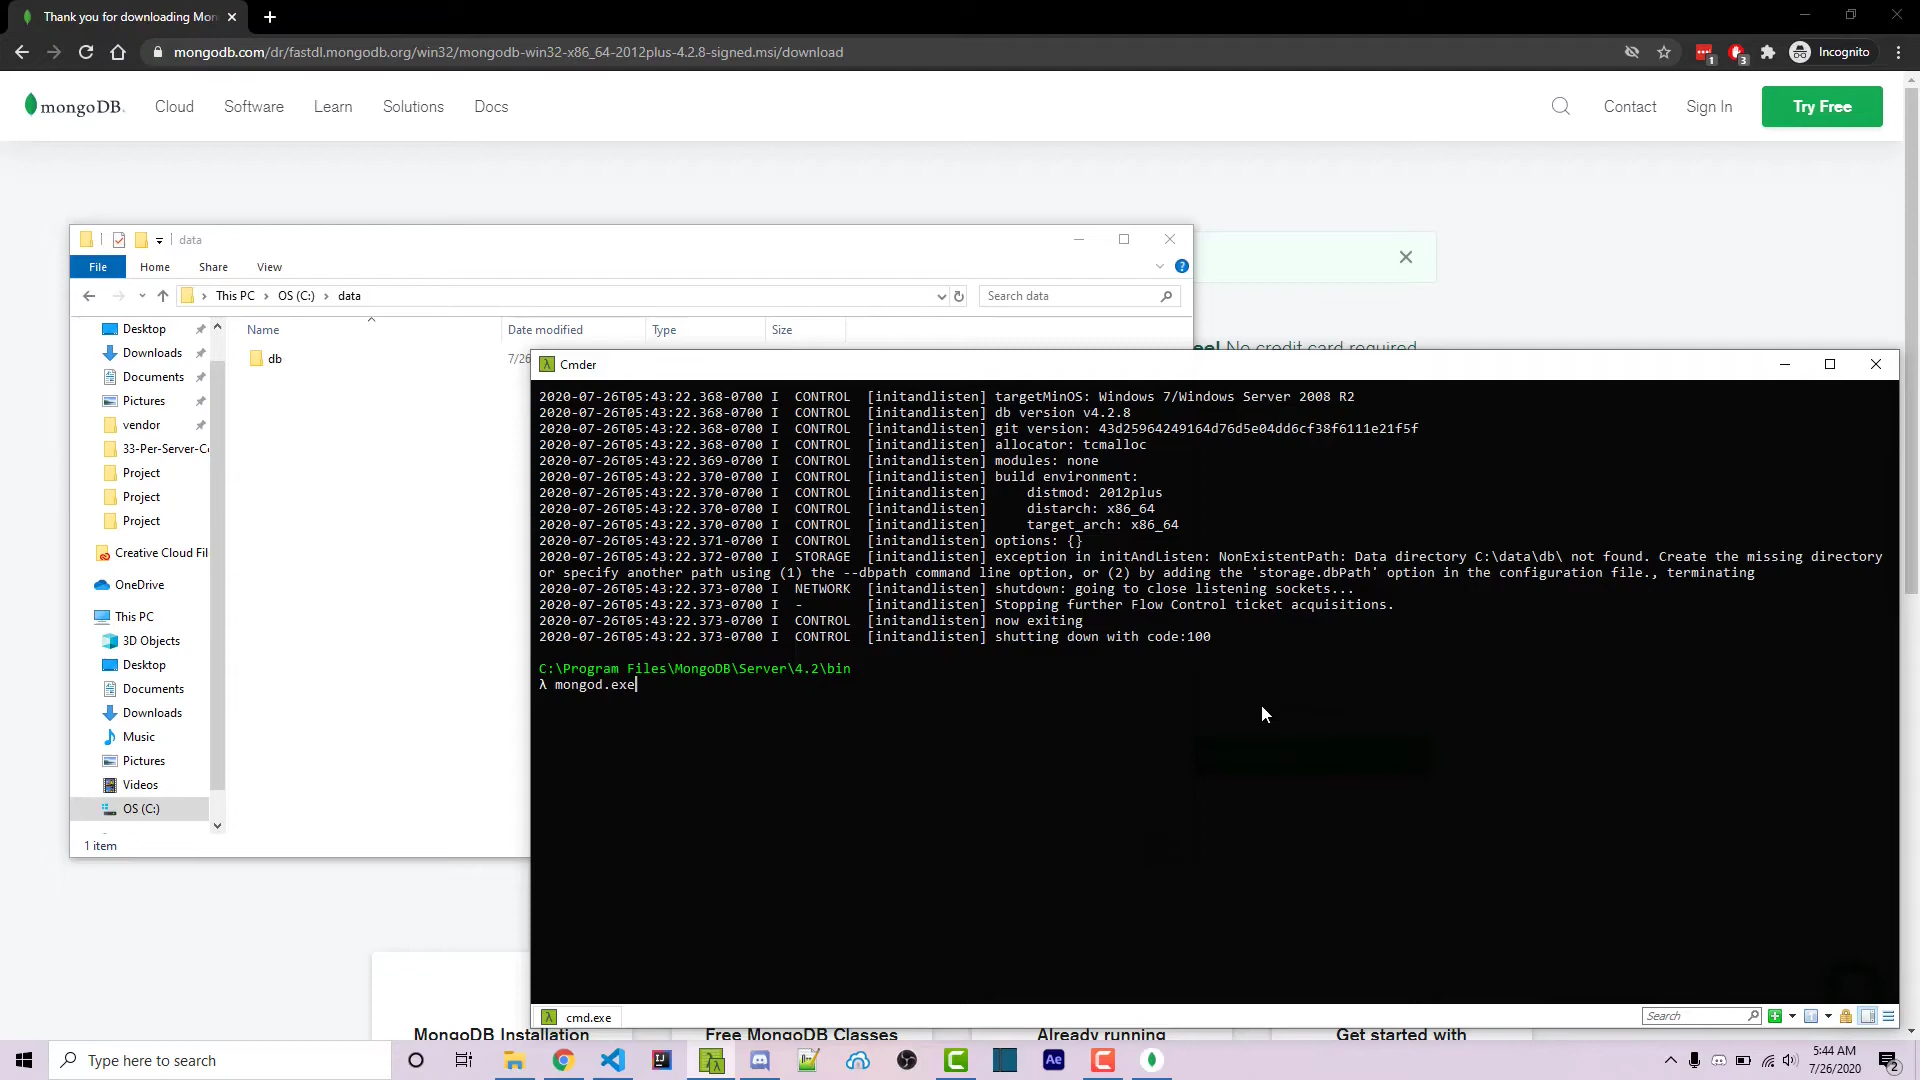 Thank you for downloading Mon
mongodb.com/dr/fastdl.mongodb.org/win32/mongodb-win32-x86_64-2012plus-4.2.8-signed.msi/download
1
3
Incognito
mongoDB.
Cloud
Software
Learn
Solutions
Docs
Contact
Sign In
Try Free
data
File
Home
Share
View
This PC
OS (C:)
data
Search data
Name
Date modified
Type
Size
db
7/26
Desktop
Downloads
Documents
Pictures
vendor
33-Per-Server-Co
Project
Project
Project
Creative Cloud Fil
OneDrive
This PC
3D Objects
Desktop
Documents
Downloads
Music
Pictures
Videos
OS (C:)
1 item
No credit card required
Cmder
2020-07-26T05:43:22.368-0700 I  CONTROL  [initandlisten] targetMinOS: Windows 7/Windows Server 2008 R2
2020-07-26T05:43:22.368-0700 I  CONTROL  [initandlisten] db version v4.2.8
2020-07-26T05:43:22.368-0700 I  CONTROL  [initandlisten] git version: 43d25964249164d76d5e04dd6cf38f6111e21f5f
2020-07-26T05:43:22.368-0700 I  CONTROL  [initandlisten] allocator: tcmalloc
2020-07-26T05:43:22.369-0700 I  CONTROL  [initandlisten] modules: none
2020-07-26T05:43:22.370-0700 I  CONTROL  [initandlisten] build environment:
2020-07-26T05:43:22.370-0700 I  CONTROL  [initandlisten]     distmod: 2012plus
2020-07-26T05:43:22.370-0700 I  CONTROL  [initandlisten]     distarch: x86_64
2020-07-26T05:43:22.370-0700 I  CONTROL  [initandlisten]     target_arch: x86_64
2020-07-26T05:43:22.371-0700 I  CONTROL  [initandlisten] options: {}
2020-07-26T05:43:22.372-0700 I  STORAGE  [initandlisten] exception in initAndListen: NonExistentPath: Data directory C:\data\db\ not found. Create the missing directory
or specify another path using (1) the --dbpath command line option, or (2) by adding the 'storage.dbPath' option in the configuration file., terminating
2020-07-26T05:43:22.373-0700 I  NETWORK  [initandlisten] shutdown: going to close listening sockets...
2020-07-26T05:43:22.373-0700 I  -        [initandlisten] Stopping further Flow Control ticket acquisitions.
2020-07-26T05:43:22.373-0700 I  CONTROL  [initandlisten] now exiting
2020-07-26T05:43:22.373-0700 I  CONTROL  [initandlisten] shutting down with code:100
C:\Program Files\MongoDB\Server\4.2\bin
λ mongod.exe
cmd.exe
Search
MongoDB Installation
Free MongoDB Classes
Already running
Get started with
Type here to search
5:44 AM
7/26/2020
2